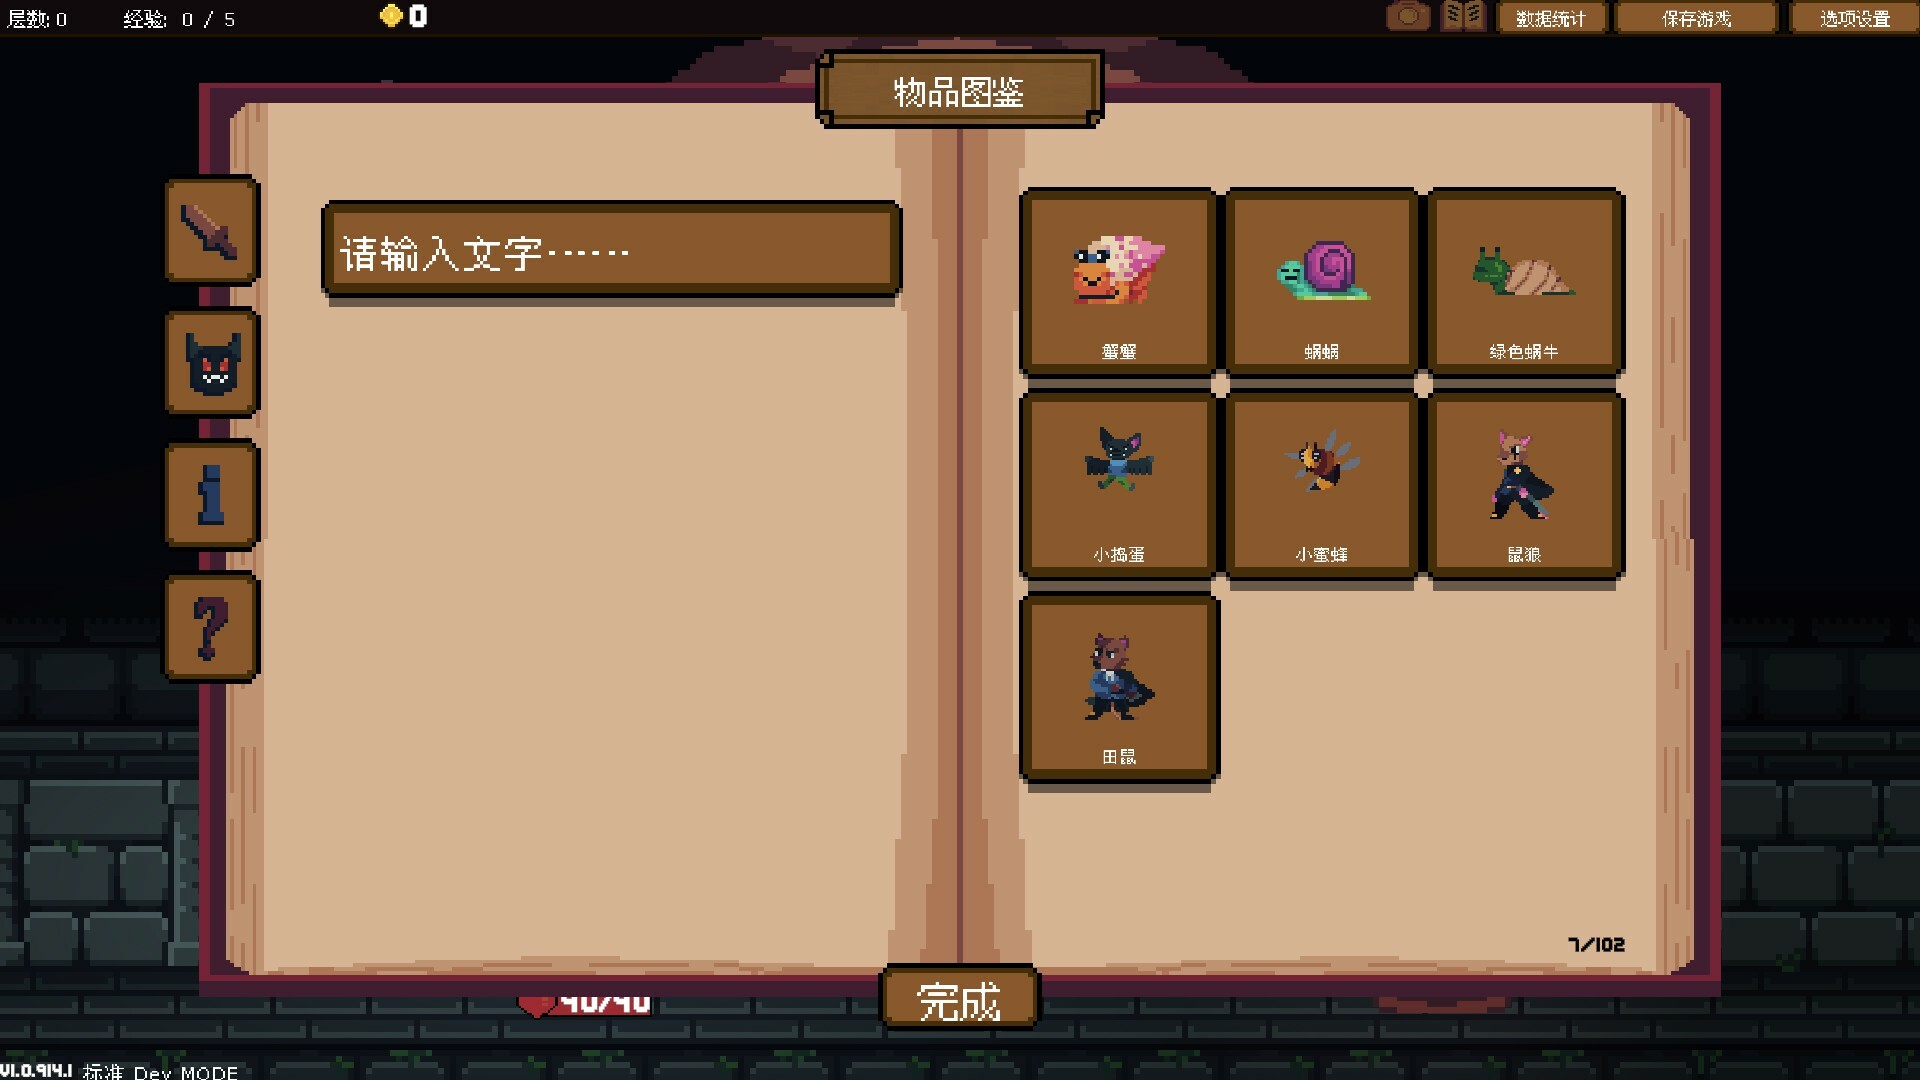 层数: 0 经验: 0 / 5 0 数据统计 保存游戏 选项设置
物品图鉴
请输入文字……
蟹蟹 蜗蜗 绿色蜗牛
小捣蛋 小蜜蜂 鼠狼
田鼠
7/102
40/40
完成
V1.0.914.1 标准 Dev MODE